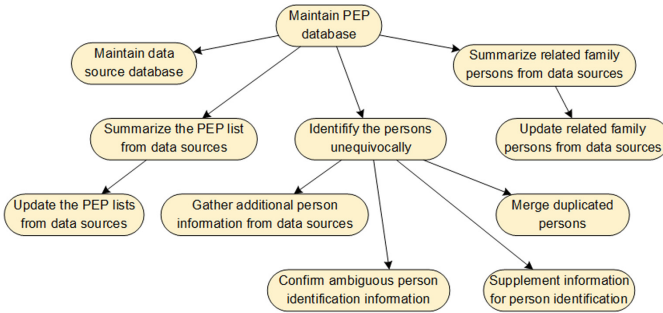 Maintain PEP
database
Maintain data
source database
Summarize related family
persons from data sources
Summarize the PEP list
from data sources
Identifify the persons
unequivocally
Update related family
persons from data sources
Update the PEP lists
from data sources
Gather additional person
information from data sources
Merge duplicated
persons
Confirm ambiguous person
identification information
Supplement information
for person identification